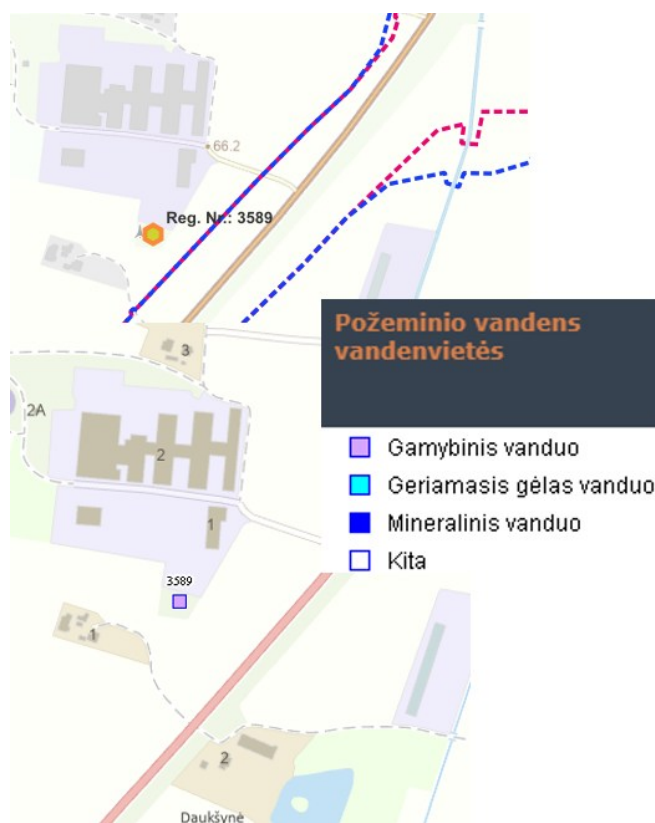 66.2
Reg. Nr.: 3589
Požeminio vandens
vandenvietės
Gamybinis vanduo
Geriamasis gėlas vanduo
Mineralinis vanduo
Kita
3
2A
2
1
3589
1
2
Daukšynė